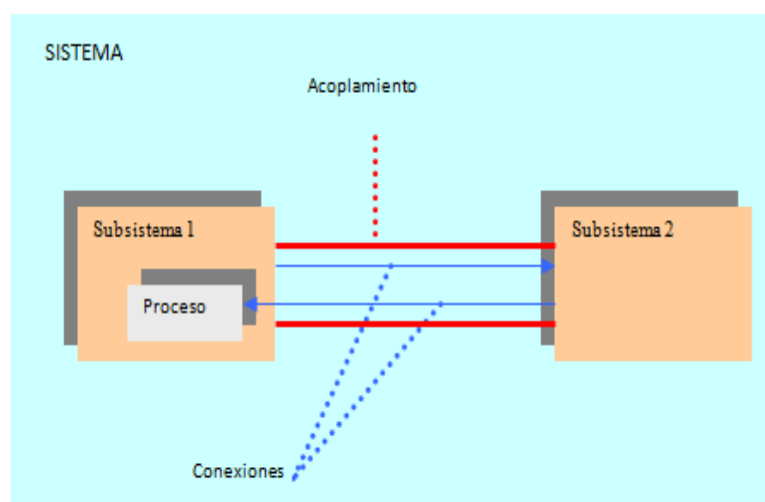 SISTEMA
Acoplamiento
Subsistema 1
Subsistema 2
Proceso
Conexiones